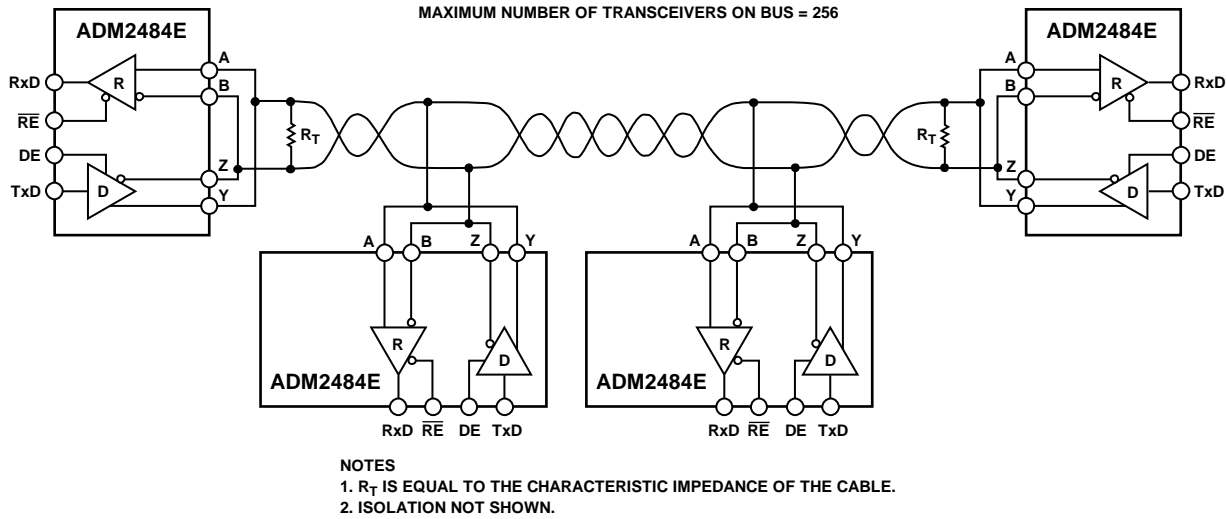 MAXIMUM NUMBER OF TRANSCEIVERS ON BUS = 256
ADM2484E
A
RxD
R
B
RE
RT
DE
Z
TxD
D
Y
ADM2484E
A
R
RxD
B
RE
RT
DE
Z
D
TxD
Y
A
B
Z
Y
R
D
ADM2484E
RxD RE DE TxD
A
B
Z
Y
R
D
ADM2484E
RxD RE DE TxD
NOTES
1. RT IS EQUAL TO THE CHARACTERISTIC IMPEDANCE OF THE CABLE.
2. ISOLATION NOT SHOWN.